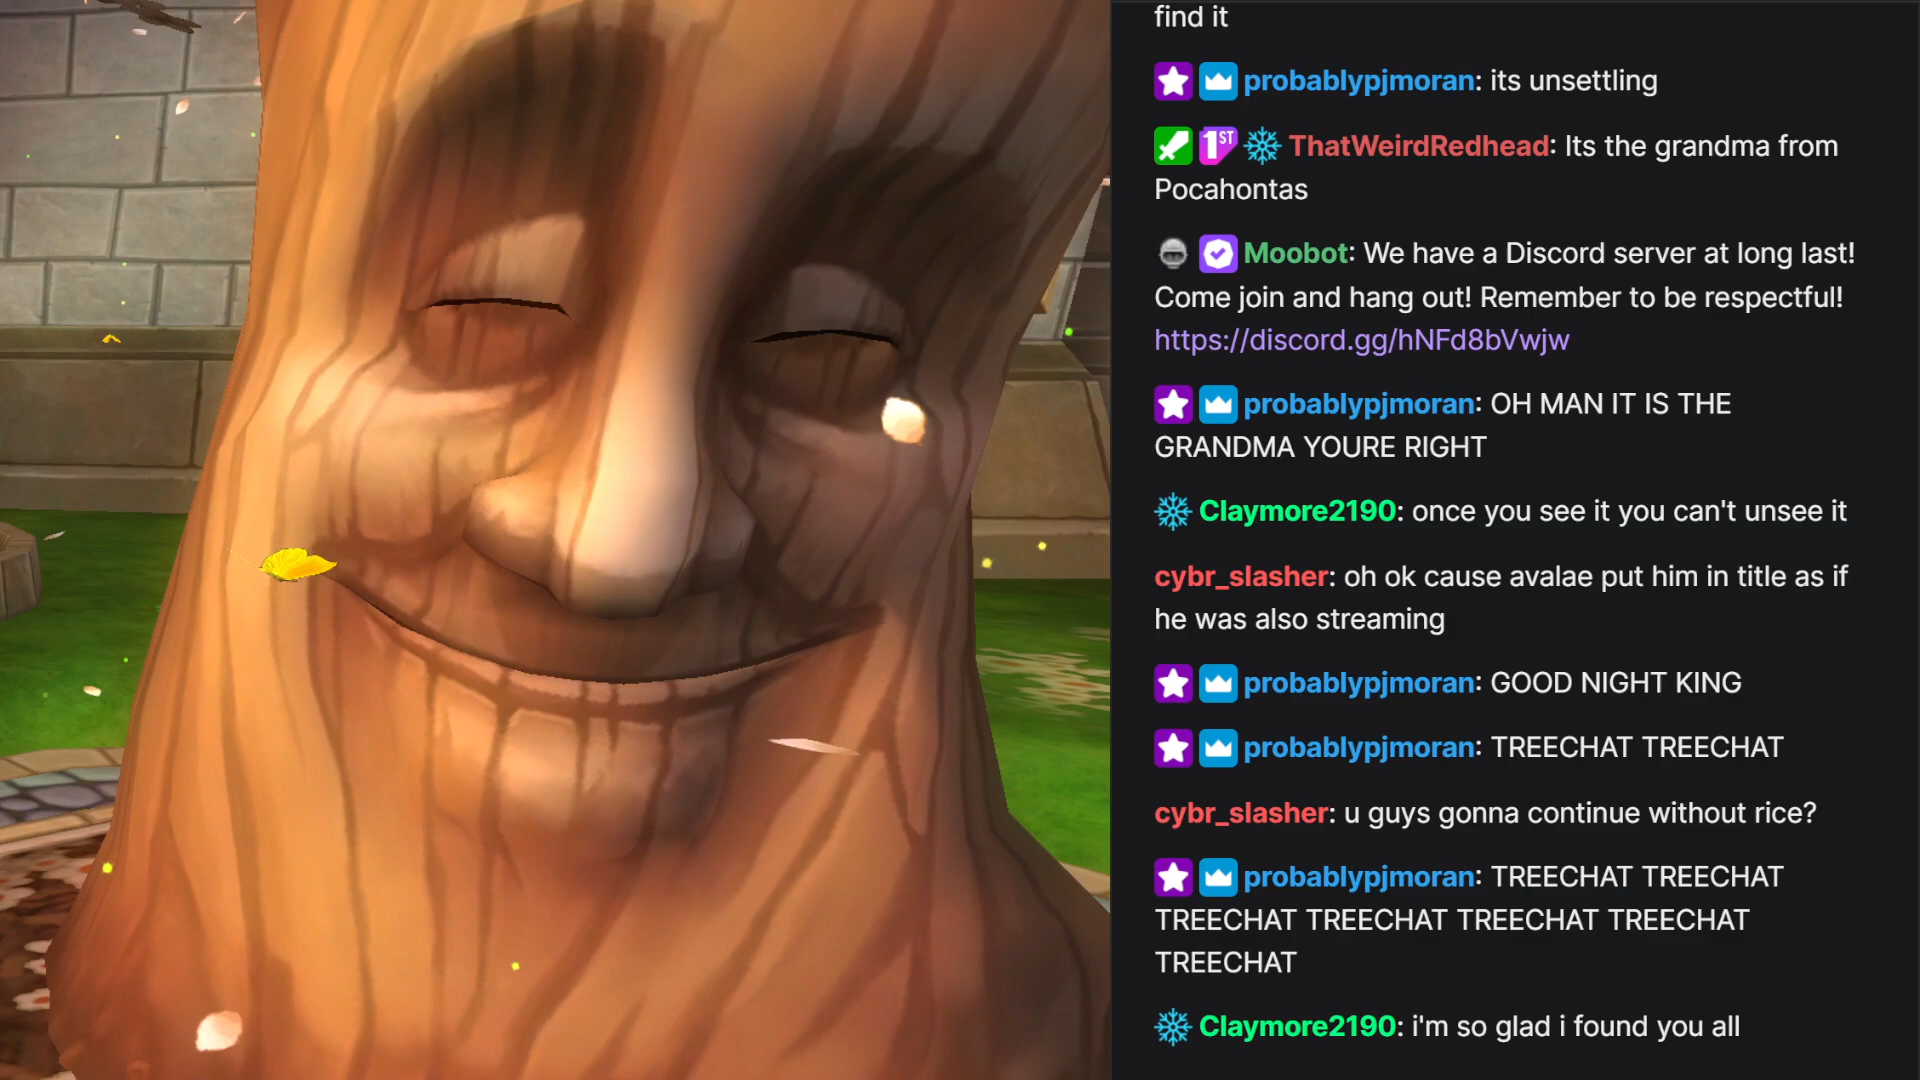 find it
probablypjmoran: its unsettling
1ST ThatWeirdRedhead: Its the grandma from
Pocahontas
Moobot: We have a Discord server at long last!
Come join and hang out! Remember to be respectful!
https://discord.gg/hNFd8bVwjw
probablypjmoran: OH MAN IT IS THE
GRANDMA YOURE RIGHT
Claymore2190: once you see it you can't unsee it
cybr_slasher: oh ok cause avalae put him in title as if
he was also streaming
probablypjmoran: GOOD NIGHT KING
probablypjmoran: TREECHAT TREECHAT
cybr_slasher: u guys gonna continue without rice?
probablypjmoran: TREECHAT TREECHAT
TREECHAT TREECHAT TREECHAT TREECHAT
TREECHAT
Claymore2190: i'm so glad i found you all